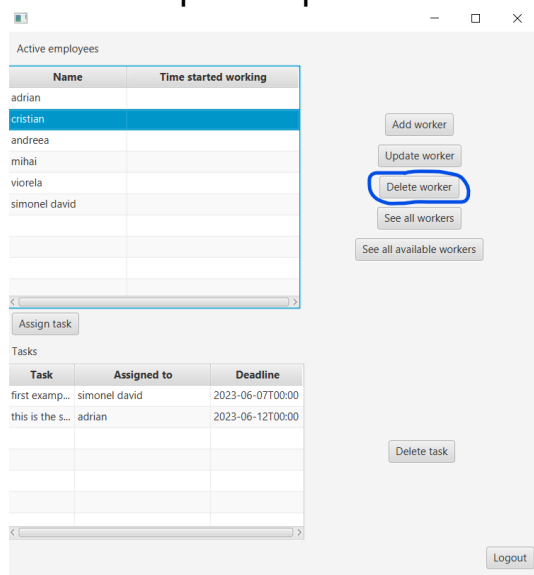 Active employees
Name Time started working
adrian
cristian
andreea
mihai
viorela
simonel david
Add worker
Update worker
Delete worker
See all workers
See all available workers
Assign task
Tasks
Task Assigned to Deadline
first examp... simonel david 2023-06-07T00:00
this is the s... adrian 2023-06-12T00:00
Delete task
Logout